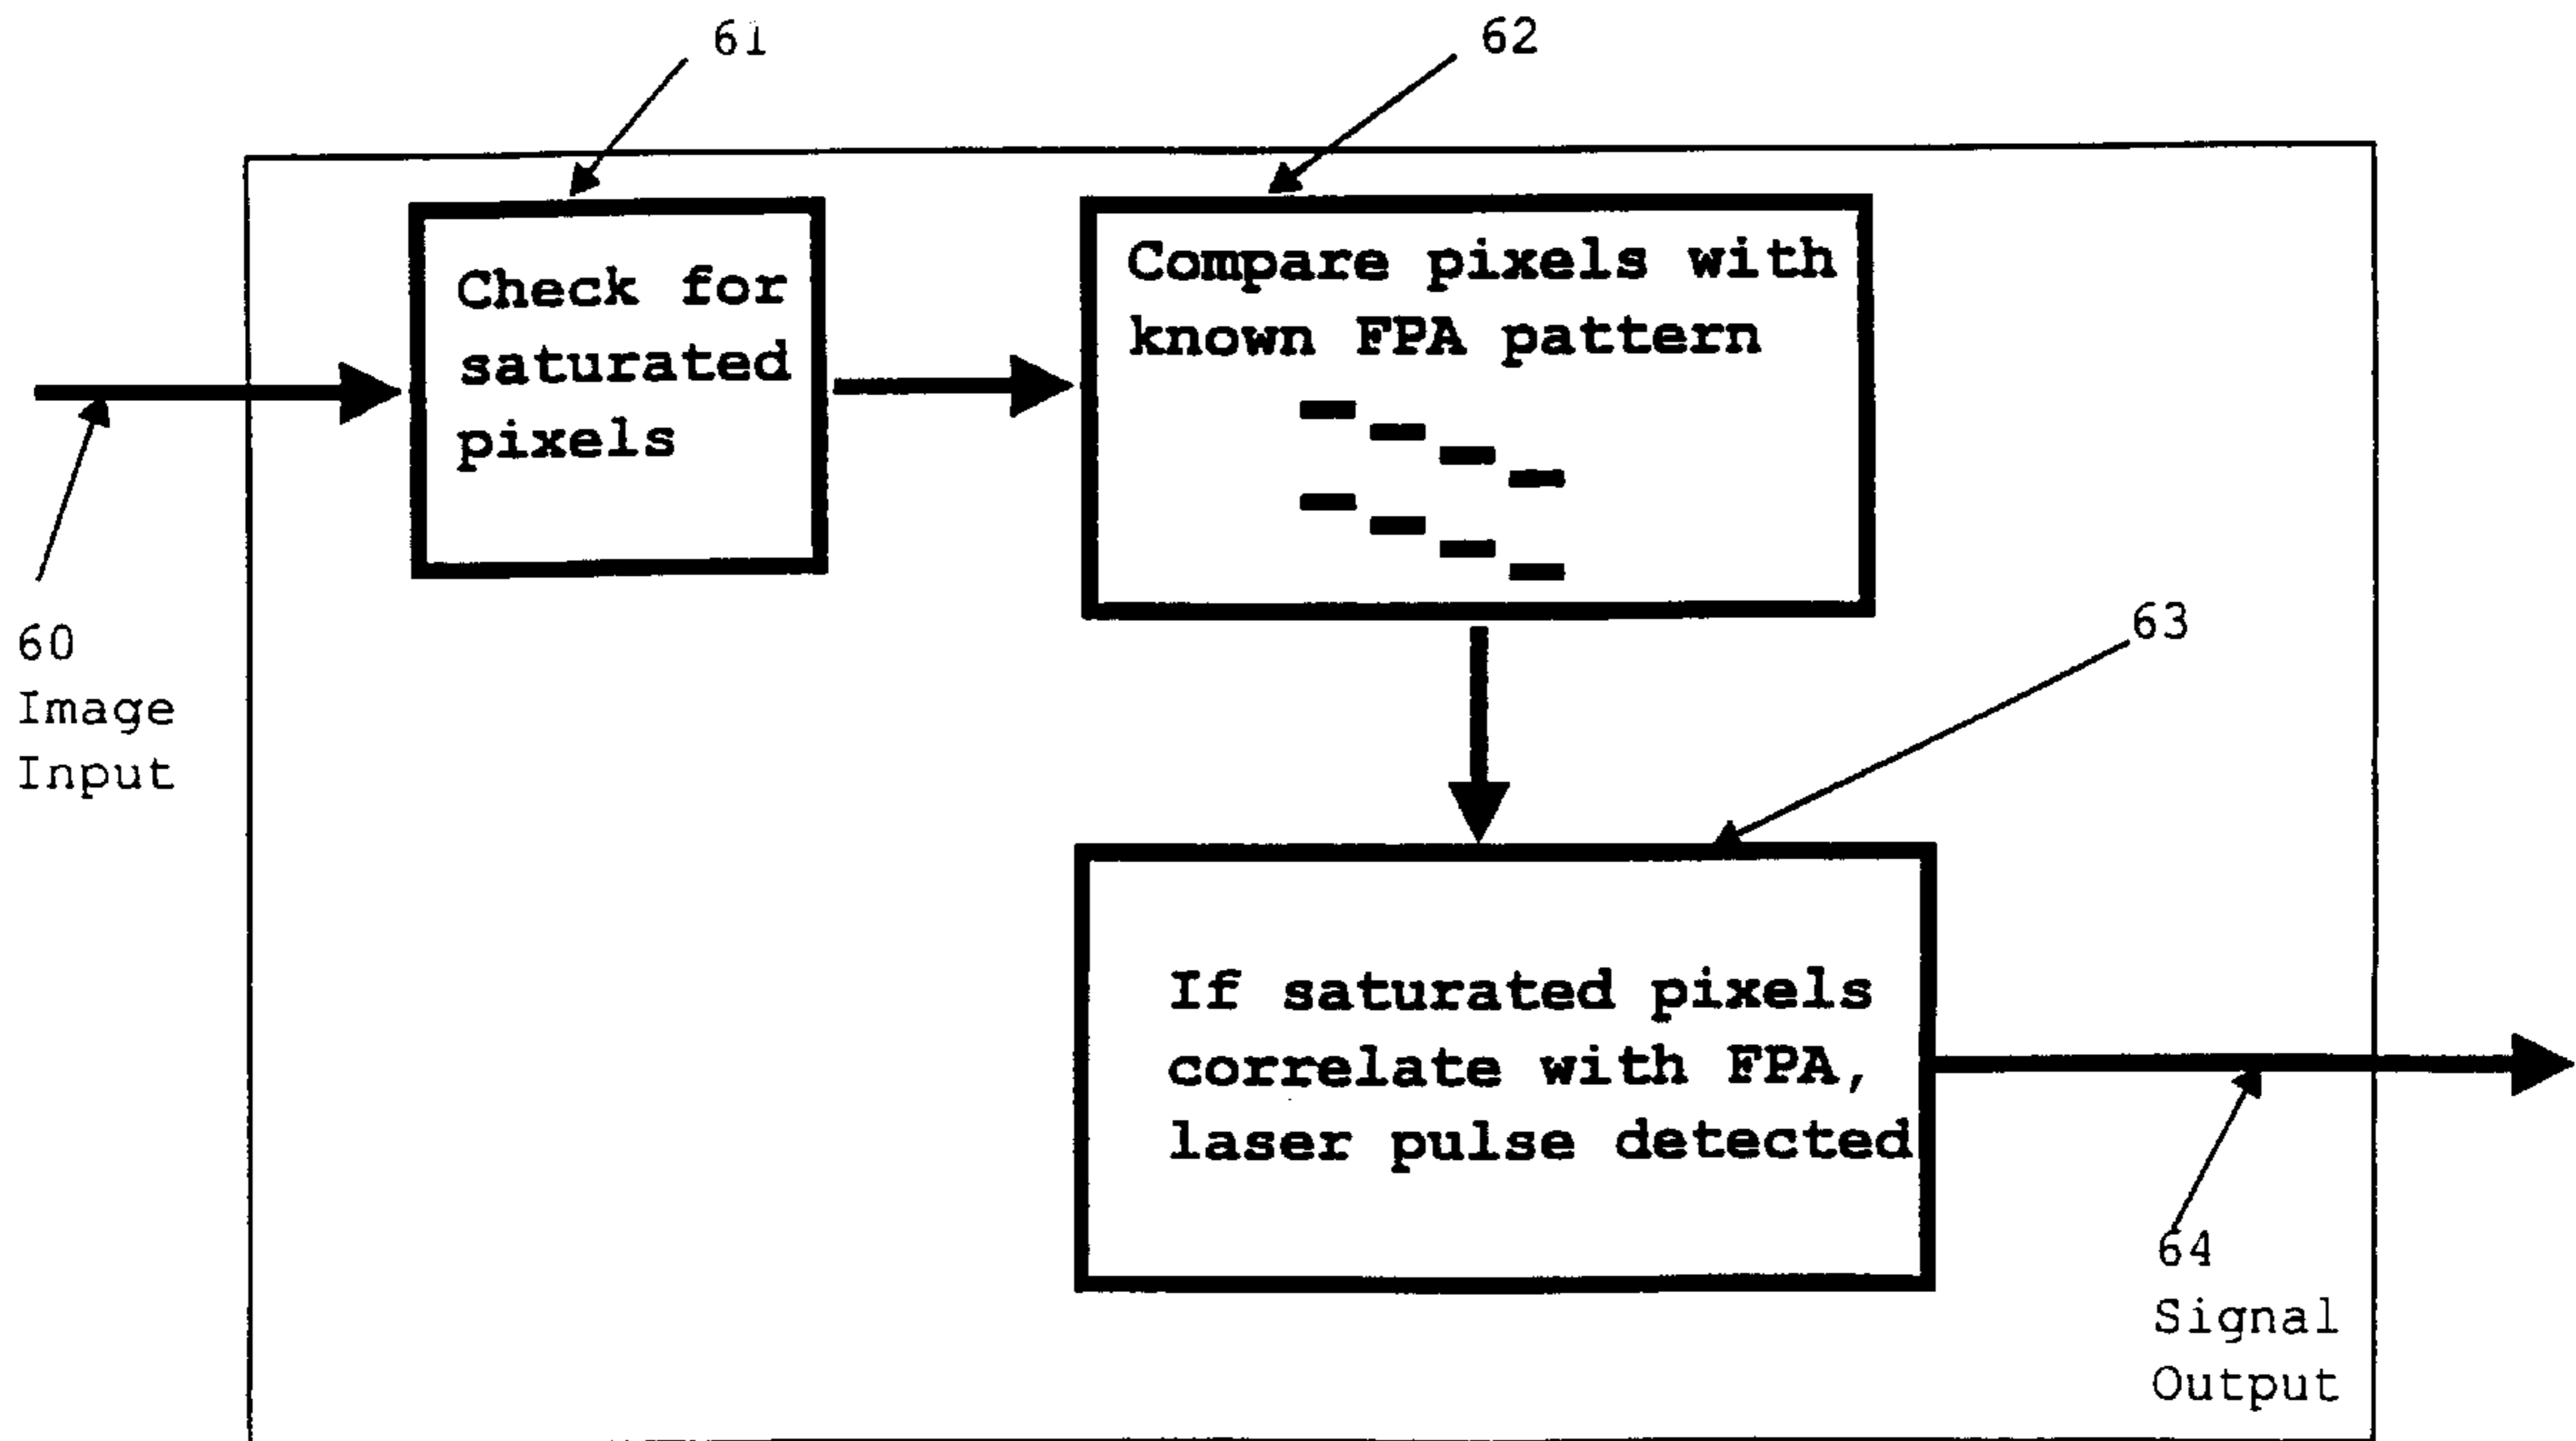 61
62
Check for
saturated
pixels
Compare pixels with
known FPA pattern
60
Image
Input
63
If saturated pixels
correlate with FPA,
laser pulse detected
64
Signal
Output